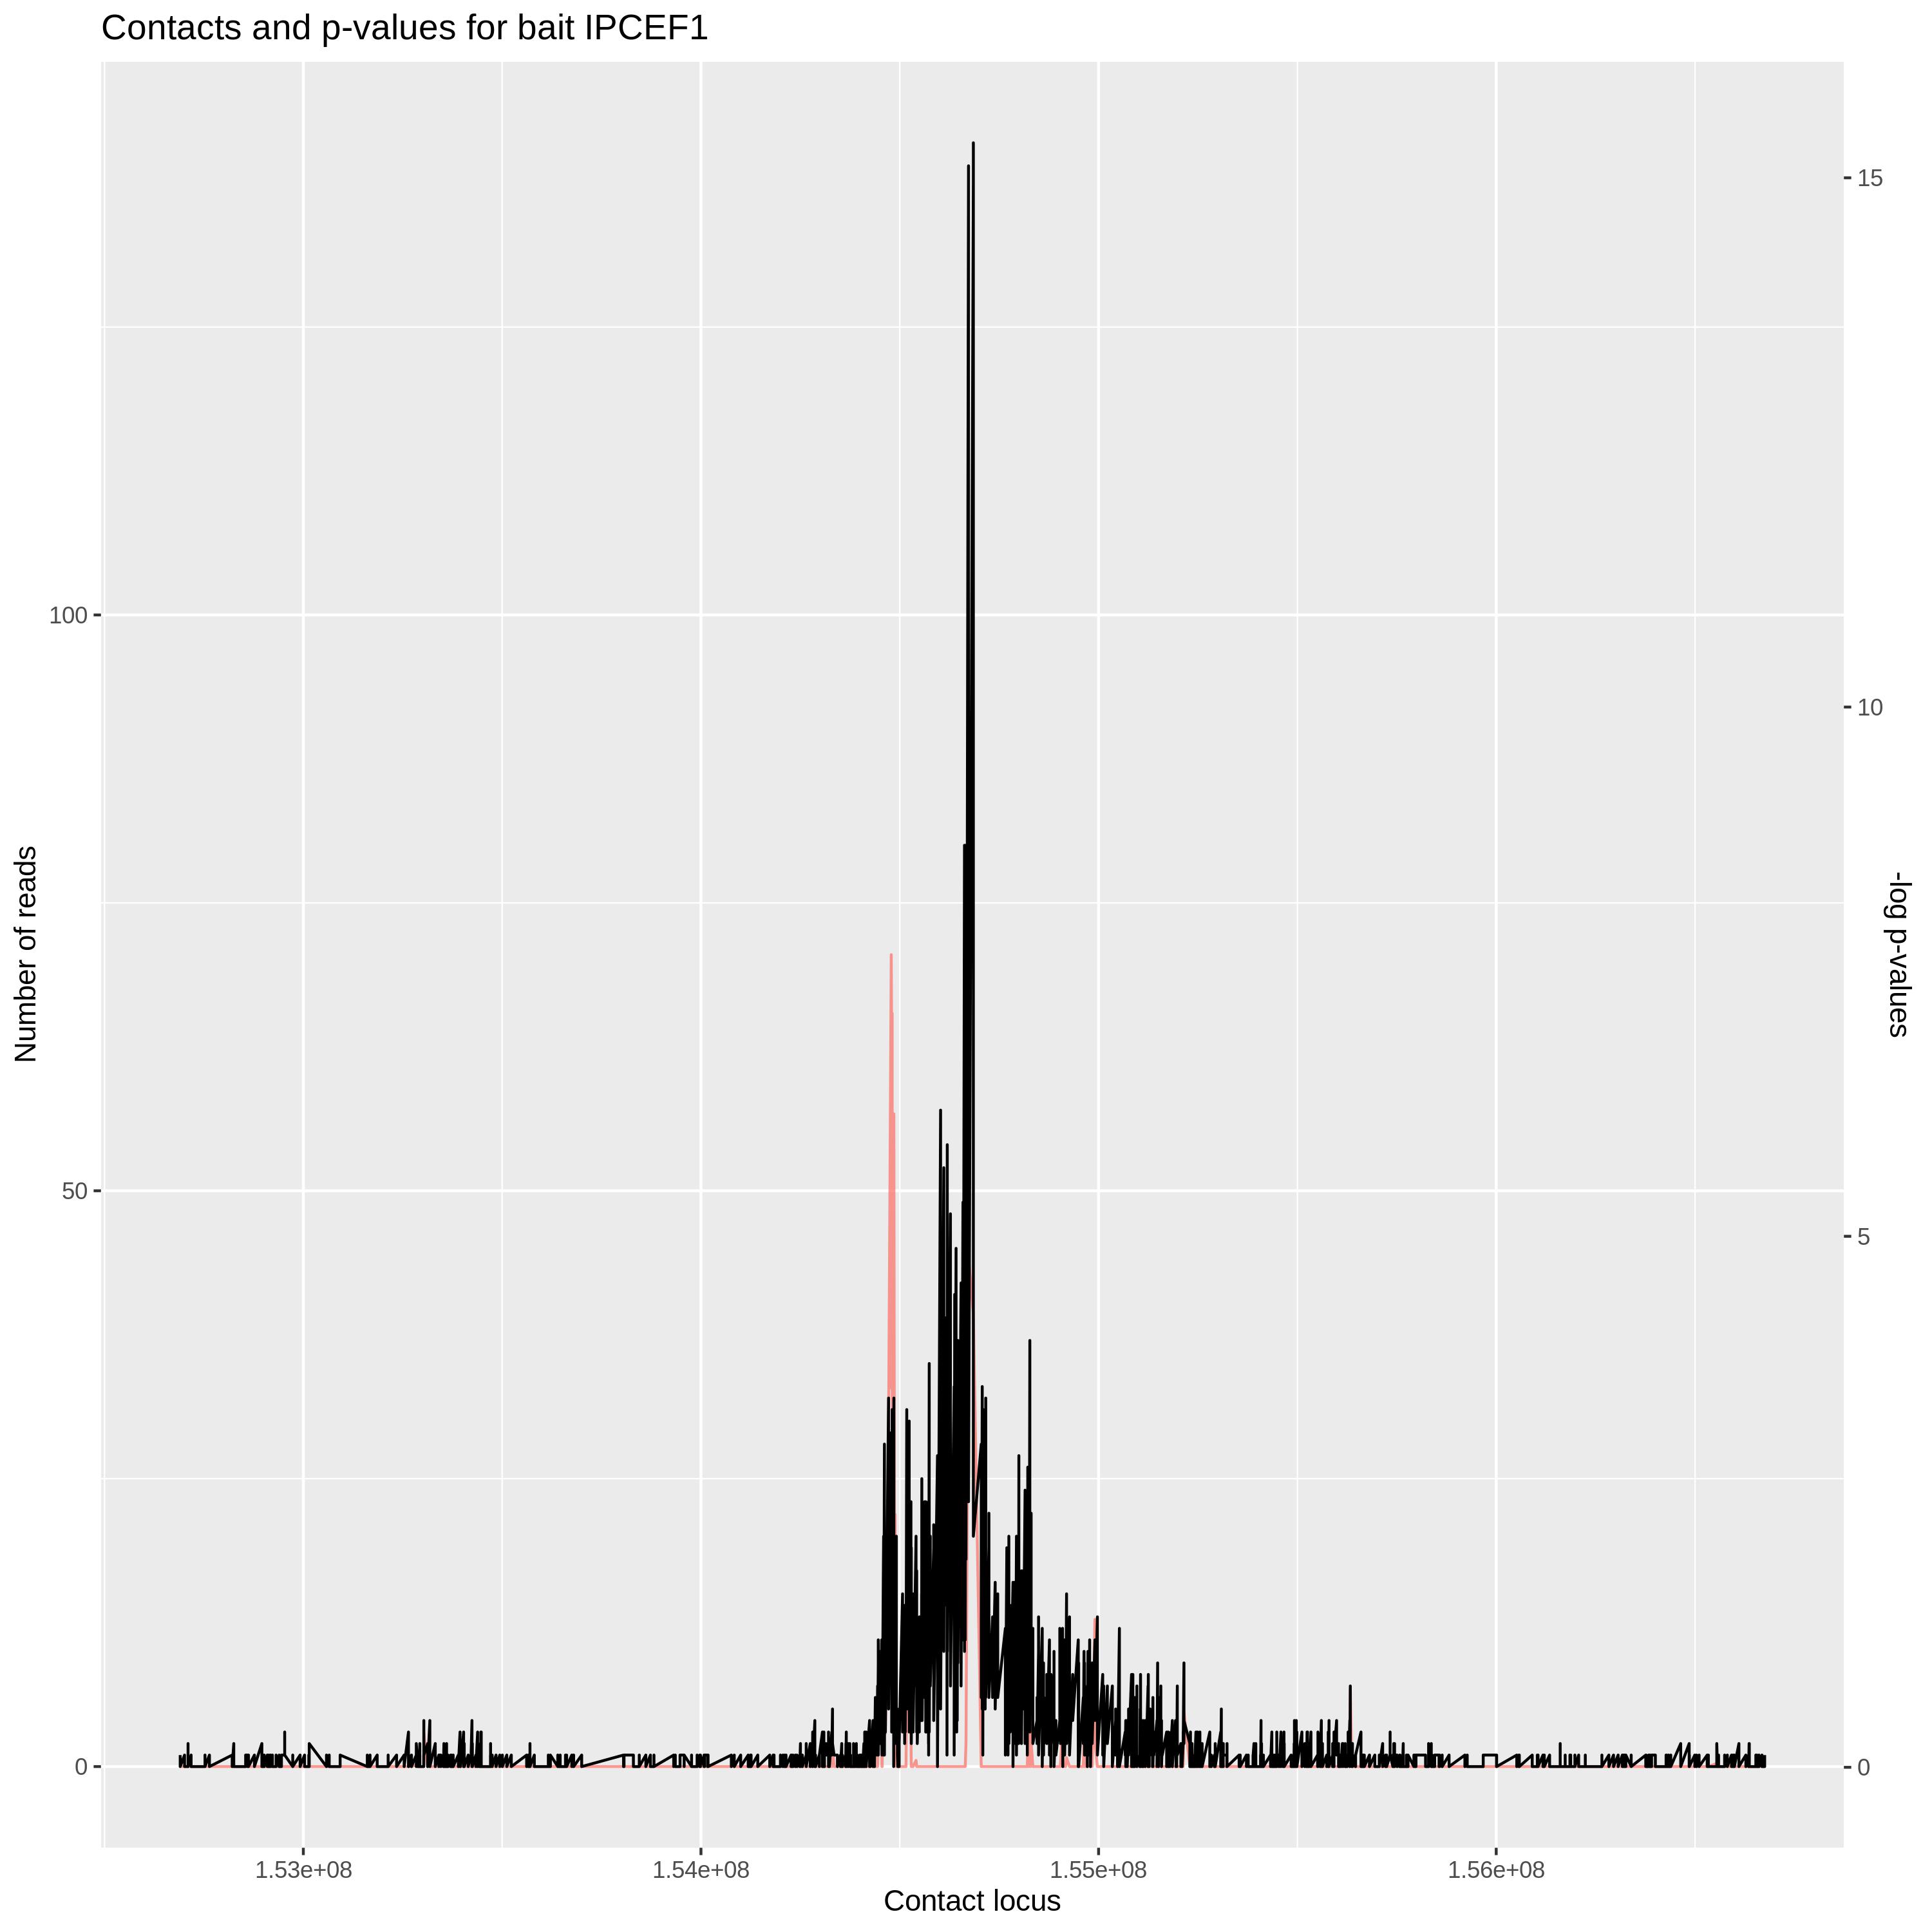 Contacts and p-values for bait IPCEF1
Number of reads
100
50
0
15
10
5
0
-log p-values
1.53e+08 1.54e+08 1.55e+08 1.56e+08
Contact locus